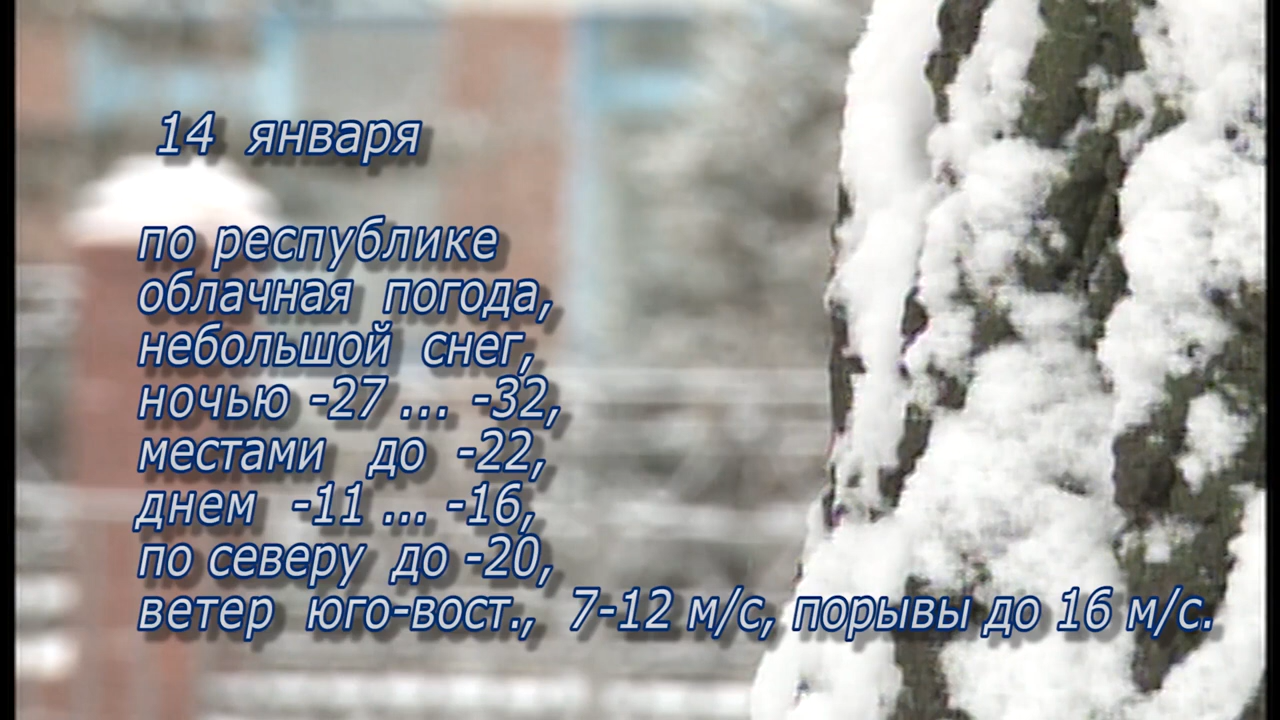 14 января
по республике
облачная погода,
небольшой снег,
ночью -27 ... -32,
местами до -22,
днем -11 ... -16,
по северу до -20,
ветер юго-вост., 7-12 м/с, порывы до 16 м/с.